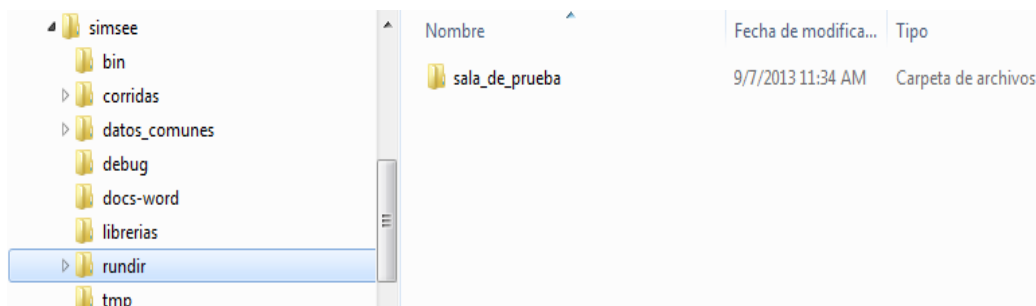 simsee
bin
corridas
datos_comunes
debug
docs-word
librerias
rundir
tmp
Nombre Fecha de modifica... Tipo
sala_de_prueba 9/7/2013 11:34 AM Carpeta de archivos